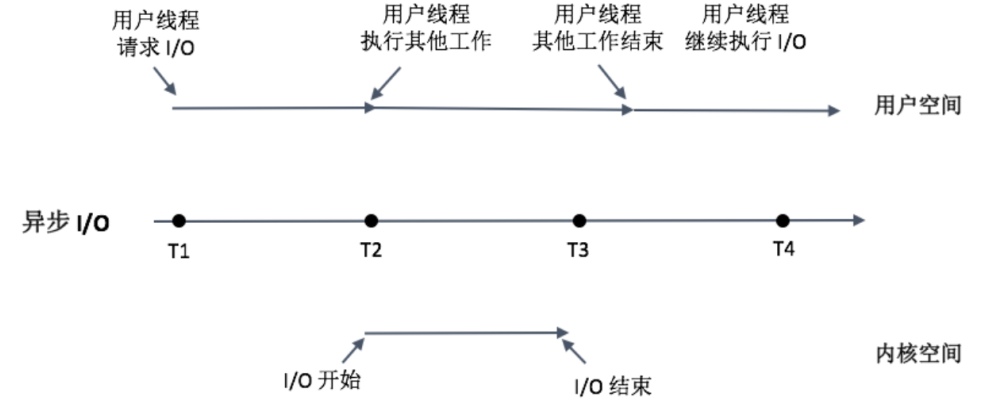 用户线程
请求 I/O
用户线程
执行其他工作
用户线程
其他工作结束
用户线程
继续执行 I/O
用户空间
异步 I/O
T1
T2
T3
T4
内核空间
I/O 开始
I/O 结束